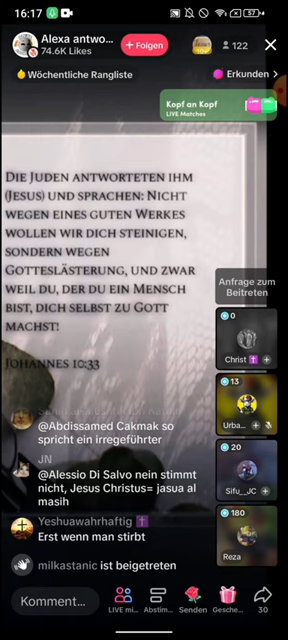 16:17
57
Alexa antwo...
74.6K Likes
+ Folgen
122
Wöchentliche Rangliste
Erkunden >
Kopf an Kopf
LIVE Matches
Die Juden antworteten ihm
(Jesus) und sprachen: Nicht
wegen eines guten Werkes
wollen wir dich steinigen,
sondern wegen
Gotteslästerung, und zwar
weil du, der du ein Mensch
bist, dich selbst zu Gott
machst!
Johannes 10:33
Anfrage zum
Beitreten
0
Christ
13
Urba...
20
Sifu_JC
180
Reza
@Abdissamed Cakmak so
spricht ein irregeführter
JN
@Alessio Di Salvo nein stimmt
nicht, Jesus Christus= jasua al
masih
Yeshuawahrhaftig
Erst wenn man stirbt
milkastanic ist beigetreten
Komment...
LIVE mi...
Abstim...
Senden
Gesche...
30